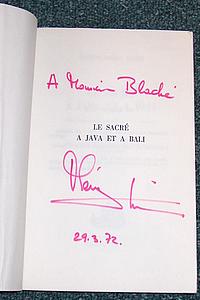 A Monsieur Blaché
LE SACRÉ
A JAVA ET A BALI
29.3.72.